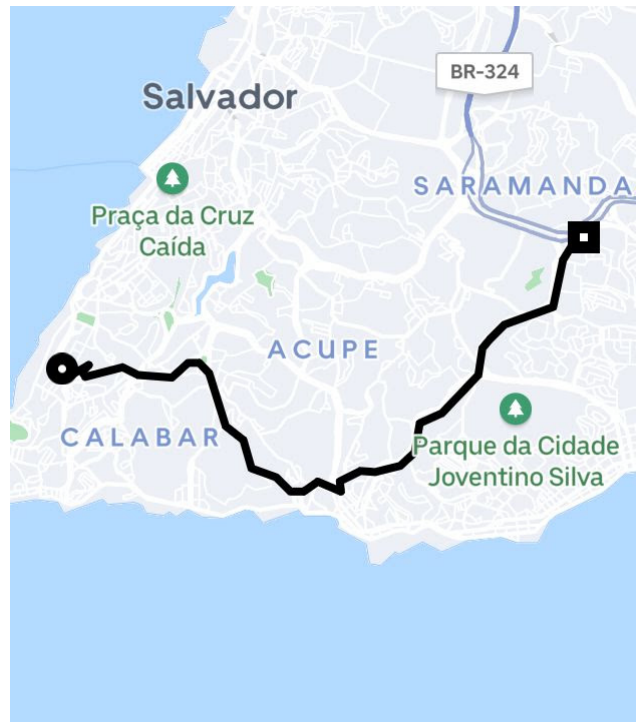 BR-324
Salvador
SARAMANDA
Praça da Cruz
Caída
ACUPE
CALABAR
Parque da Cidade
Joventino Silva